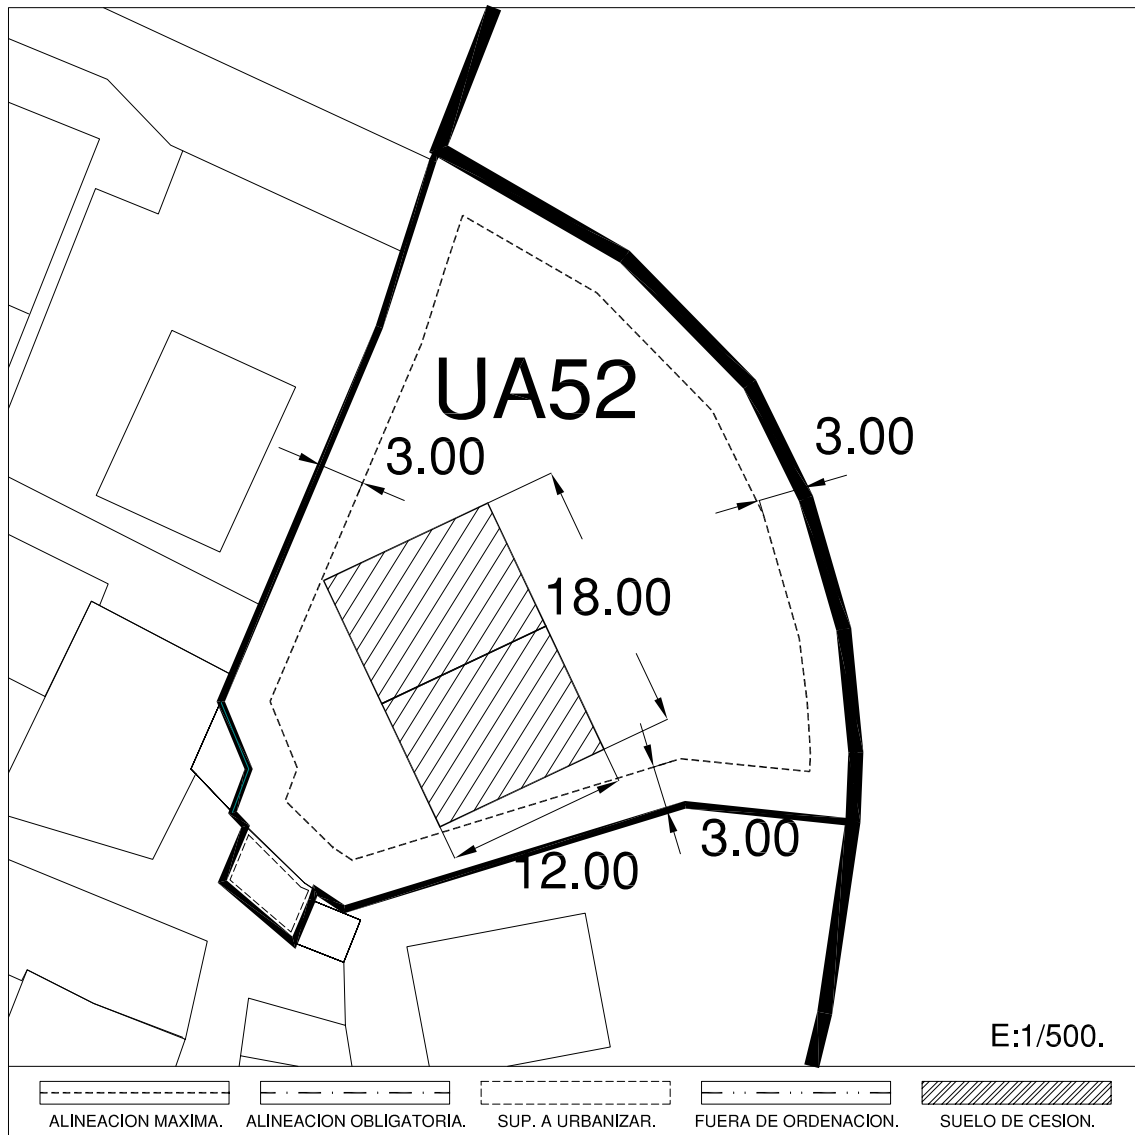 UA52
3.00
3.00
18.00
3.00
12.00
E:1/500.
ALINEACION MAXIMA.
ALINEACION OBLIGATORIA.
SUP. A URBANIZAR.
FUERA DE ORDENACION.
SUELO DE CESION.